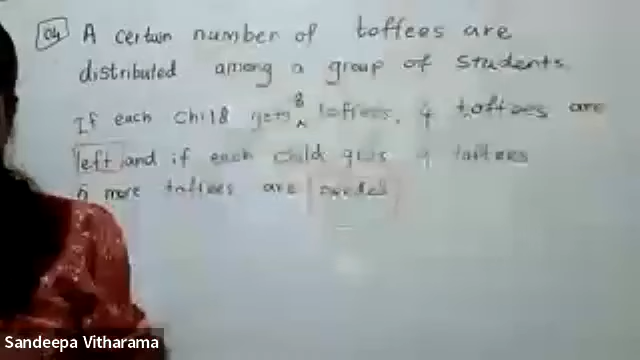 04 A certain number of toffees are
distributed among a group of students.
If each child gets 8 toffees, 4 toffees are
left and if each child gets 9 toffees
6 more toffees are needed
Sandeepa Vitharama